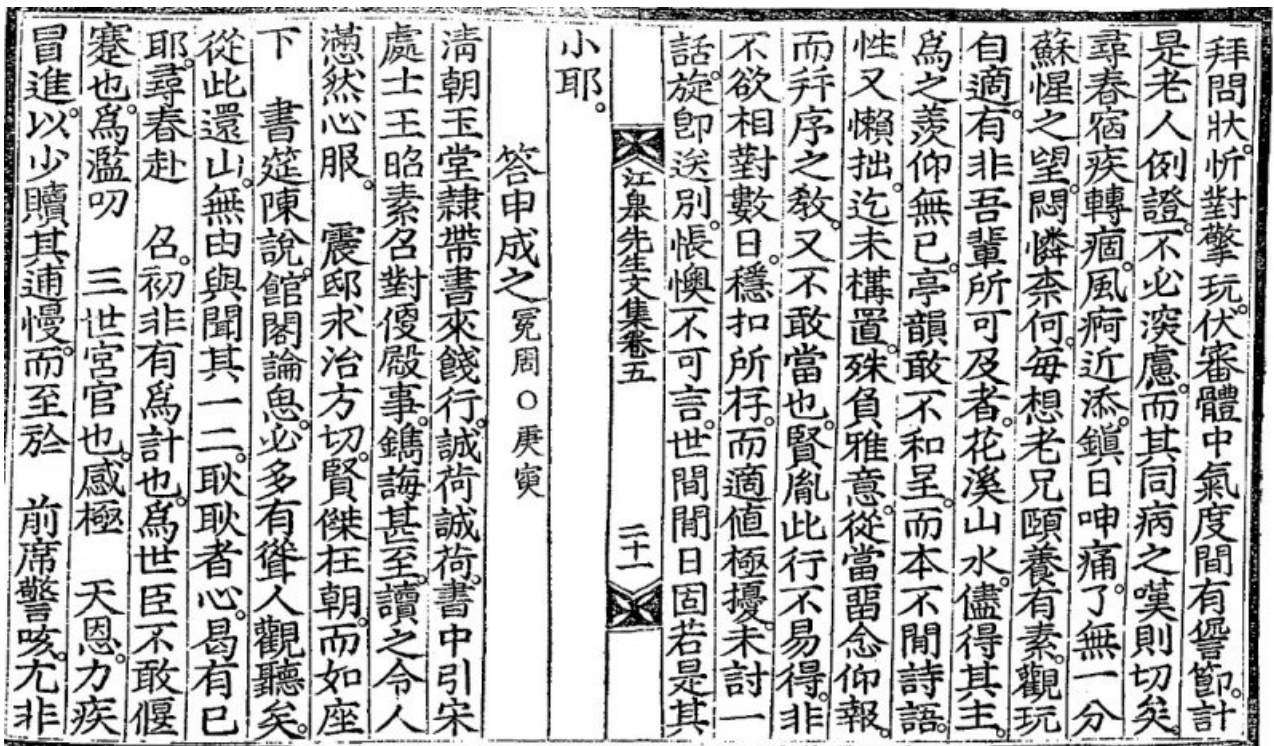 拜問狀。忻對擎玩。伏審體中氣度間有諐節。計
是老人例證。不必深慮。而其同病之嘆則切矣。
尋春宿疾轉痼。風痾近添。鎭日呻痛。了無一分
蘇惺之望。悶憐柰何。每想老兄頤養有素。觀玩
自適。有非吾輩所可及者。花溪山水。儘得其主。
爲之羨仰無已。亭韻敢不和呈。而本不閒詩語。
性又懶拙。迄未構置。殊負雅意。從當留念仰報。
而幷序之敎。又不敢當也。賢胤此行不易得。非
不欲相對數日。穩扣所存。而適値極擾。未討一
話。旋卽送別。悵懊不可言。世間閒日固若是其
江皋先生文集卷五
二十一
小耶。
答申成之冕周○庚寅
淸朝玉堂隷帶書來餞行。誠荷誠荷。書中引宋
處士王昭素召對便殿事。鐫誨甚至。讀之令人
懣然心服。 震邸求治方切。賢傑在朝。而如座
下 書筵陳說。館閣論思。必多有聳人觀聽矣。
從此還山。無由與聞其一二。耿耿者心。曷有已
耶。尋春赴 召。初非有爲計也。爲世臣不敢偃
蹇也。爲濫叨 三世宮官也。感極 天恩。力疾
冒進。以少贖其逋慢。而至於 前席警咳。尤非